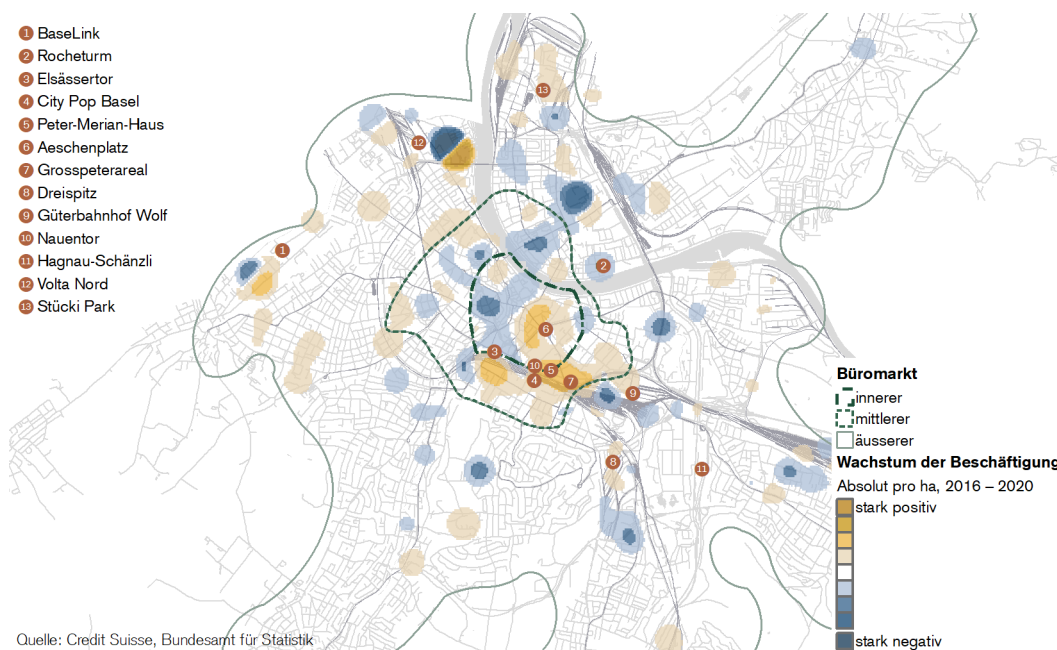 1 BaseLink
2 Rocheturm
3 Elsässertor
4 City Pop Basel
5 Peter-Merian-Haus
6 Aeschenplatz
7 Grosspeterareal
8 Dreispitz
9 Güterbahnhof Wolf
10 Nauentor
11 Hagnau-Schänzli
12 Volta Nord
13 Stücki Park
13
12
1
2
6
3
10
5
4
7
9
8
11
Büromarkt
innerer
mittlerer
äusserer
Wachstum der Beschäftigung
Absolut pro ha, 2016 – 2020
stark positiv
stark negativ
Quelle: Credit Suisse, Bundesamt für Statistik